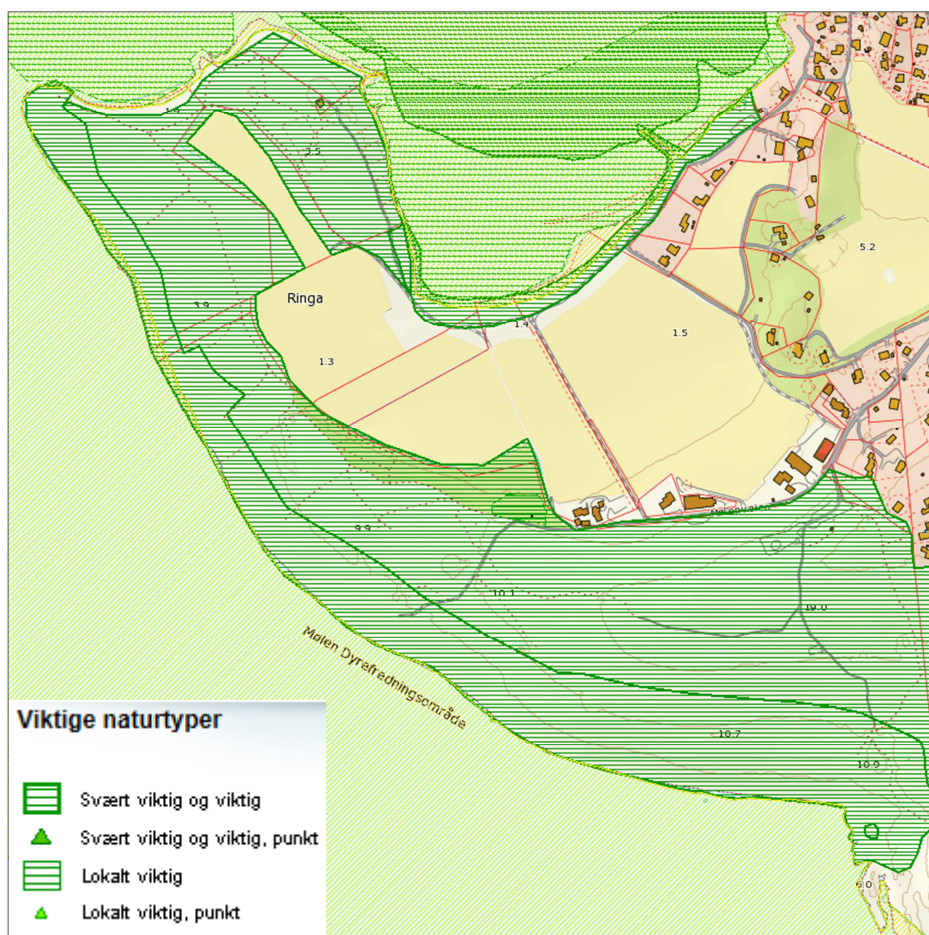 3.5
5.2
3.9
Ringa
1.4
1.5
1.3
9.9
10.1
19.0
Mølen Dyrefredningsområde
10.7
10.9
6.0
Viktige naturtyper
Svært viktig og viktig
Svært viktig og viktig, punkt
Lokalt viktig
Lokalt viktig, punkt